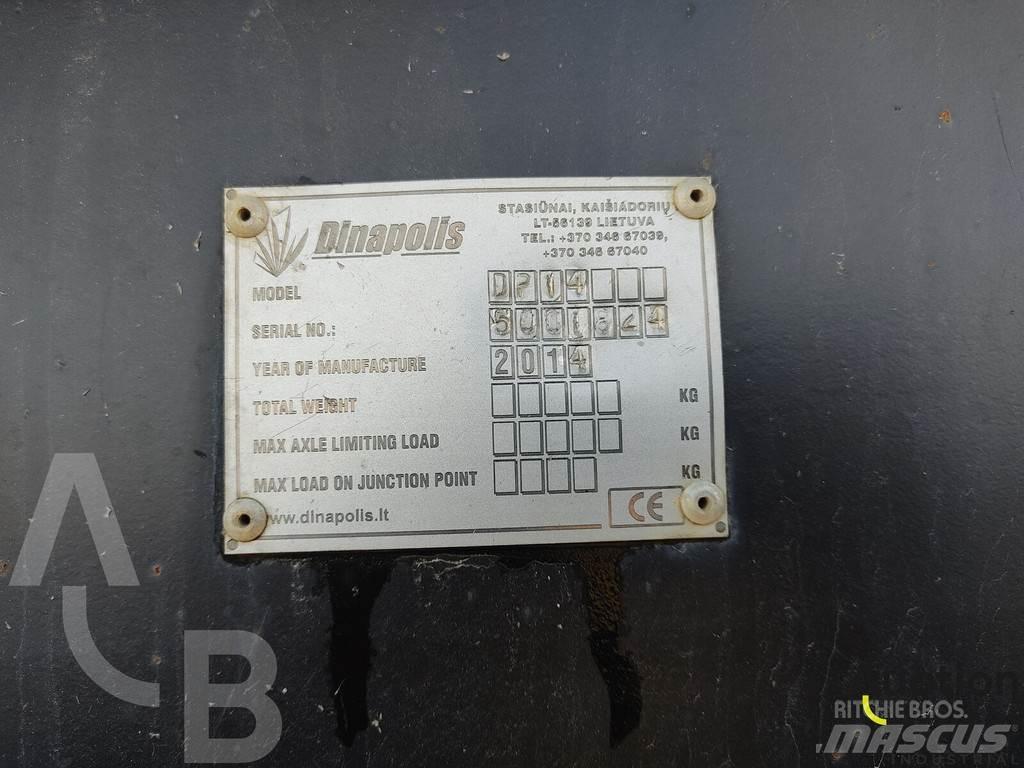 Dinapolis
STASIŪNAI, KAIŠIADORIŲ
LT-56139 LIETUVA
TEL.: +370 346 67039,
+370 346 67040
MODEL DP14
SERIAL NO.:
YEAR OF MANUFACTURE 2014
TOTAL WEIGHT KG
MAX AXLE LIMITING LOAD KG
MAX LOAD ON JUNCTION POINT KG
www.dinapolis.lt
CE
A
B
RITCHIE BROS.
MASCUS
INDUSTRIAL